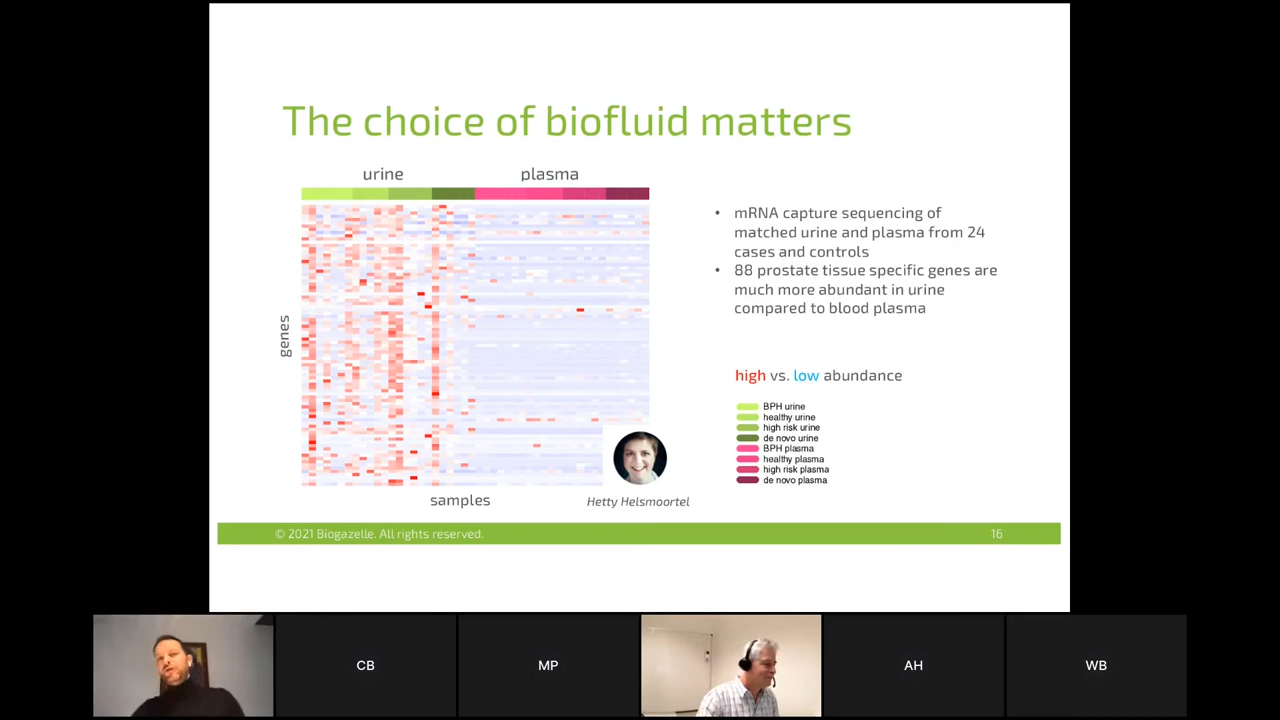 The choice of biofluid matters
urine
plasma
genes
samples
Hetty Helsmoortel
• mRNA capture sequencing of
matched urine and plasma from 24
cases and controls
• 88 prostate tissue specific genes are
much more abundant in urine
compared to blood plasma
high vs. low abundance
BPH urine
healthy urine
high risk urine
de novo urine
BPH plasma
healthy plasma
high risk plasma
de novo plasma
© 2021 Biogazelle. All rights reserved.
16
CB
MP
AH
WB